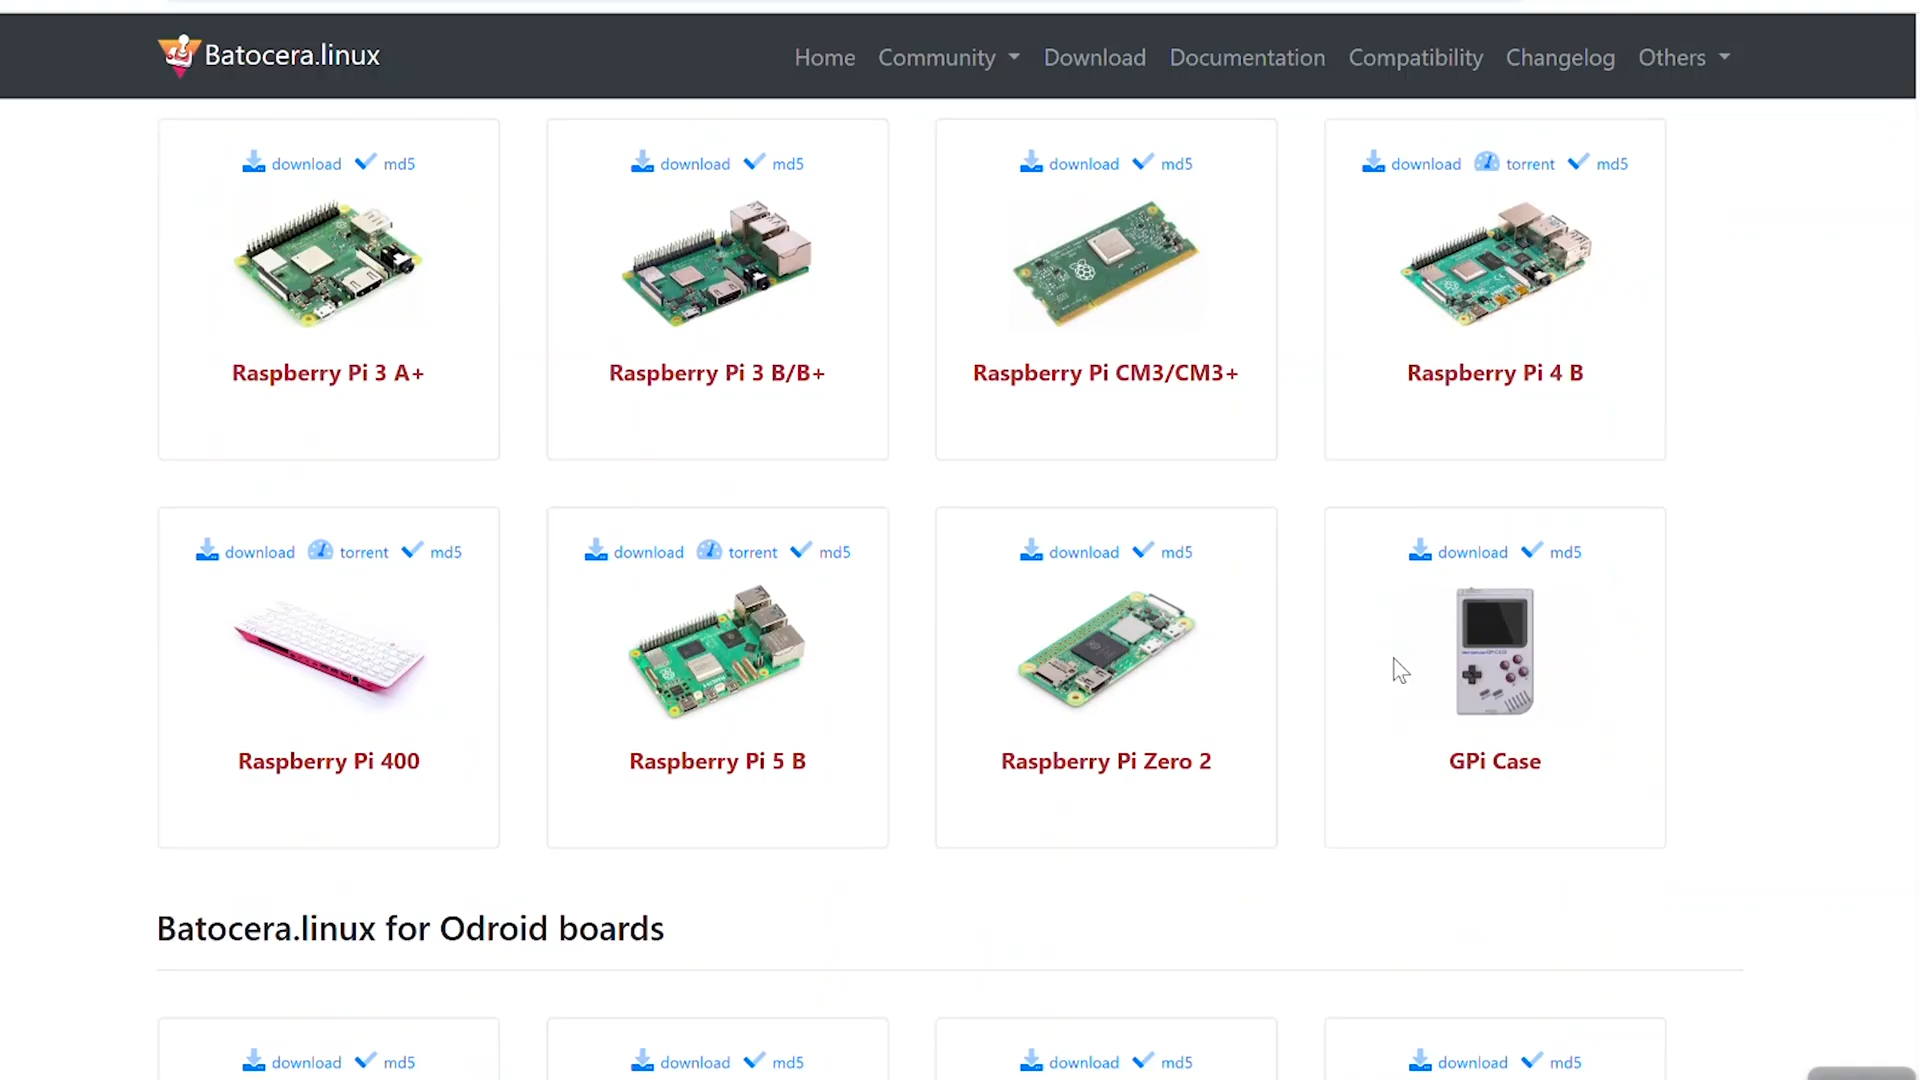 Batocera.linux
Home Community Download Documentation Compatibility Changelog Others
download md5
download md5
download md5
download torrent md5
Raspberry Pi 3 A+
Raspberry Pi 3 B/B+
Raspberry Pi CM3/CM3+
Raspberry Pi 4 B
download torrent md5
download torrent md5
download md5
download md5
Raspberry Pi 400
Raspberry Pi 5 B
Raspberry Pi Zero 2
GPi Case
Batocera.linux for Odroid boards
download md5
download md5
download md5
download md5